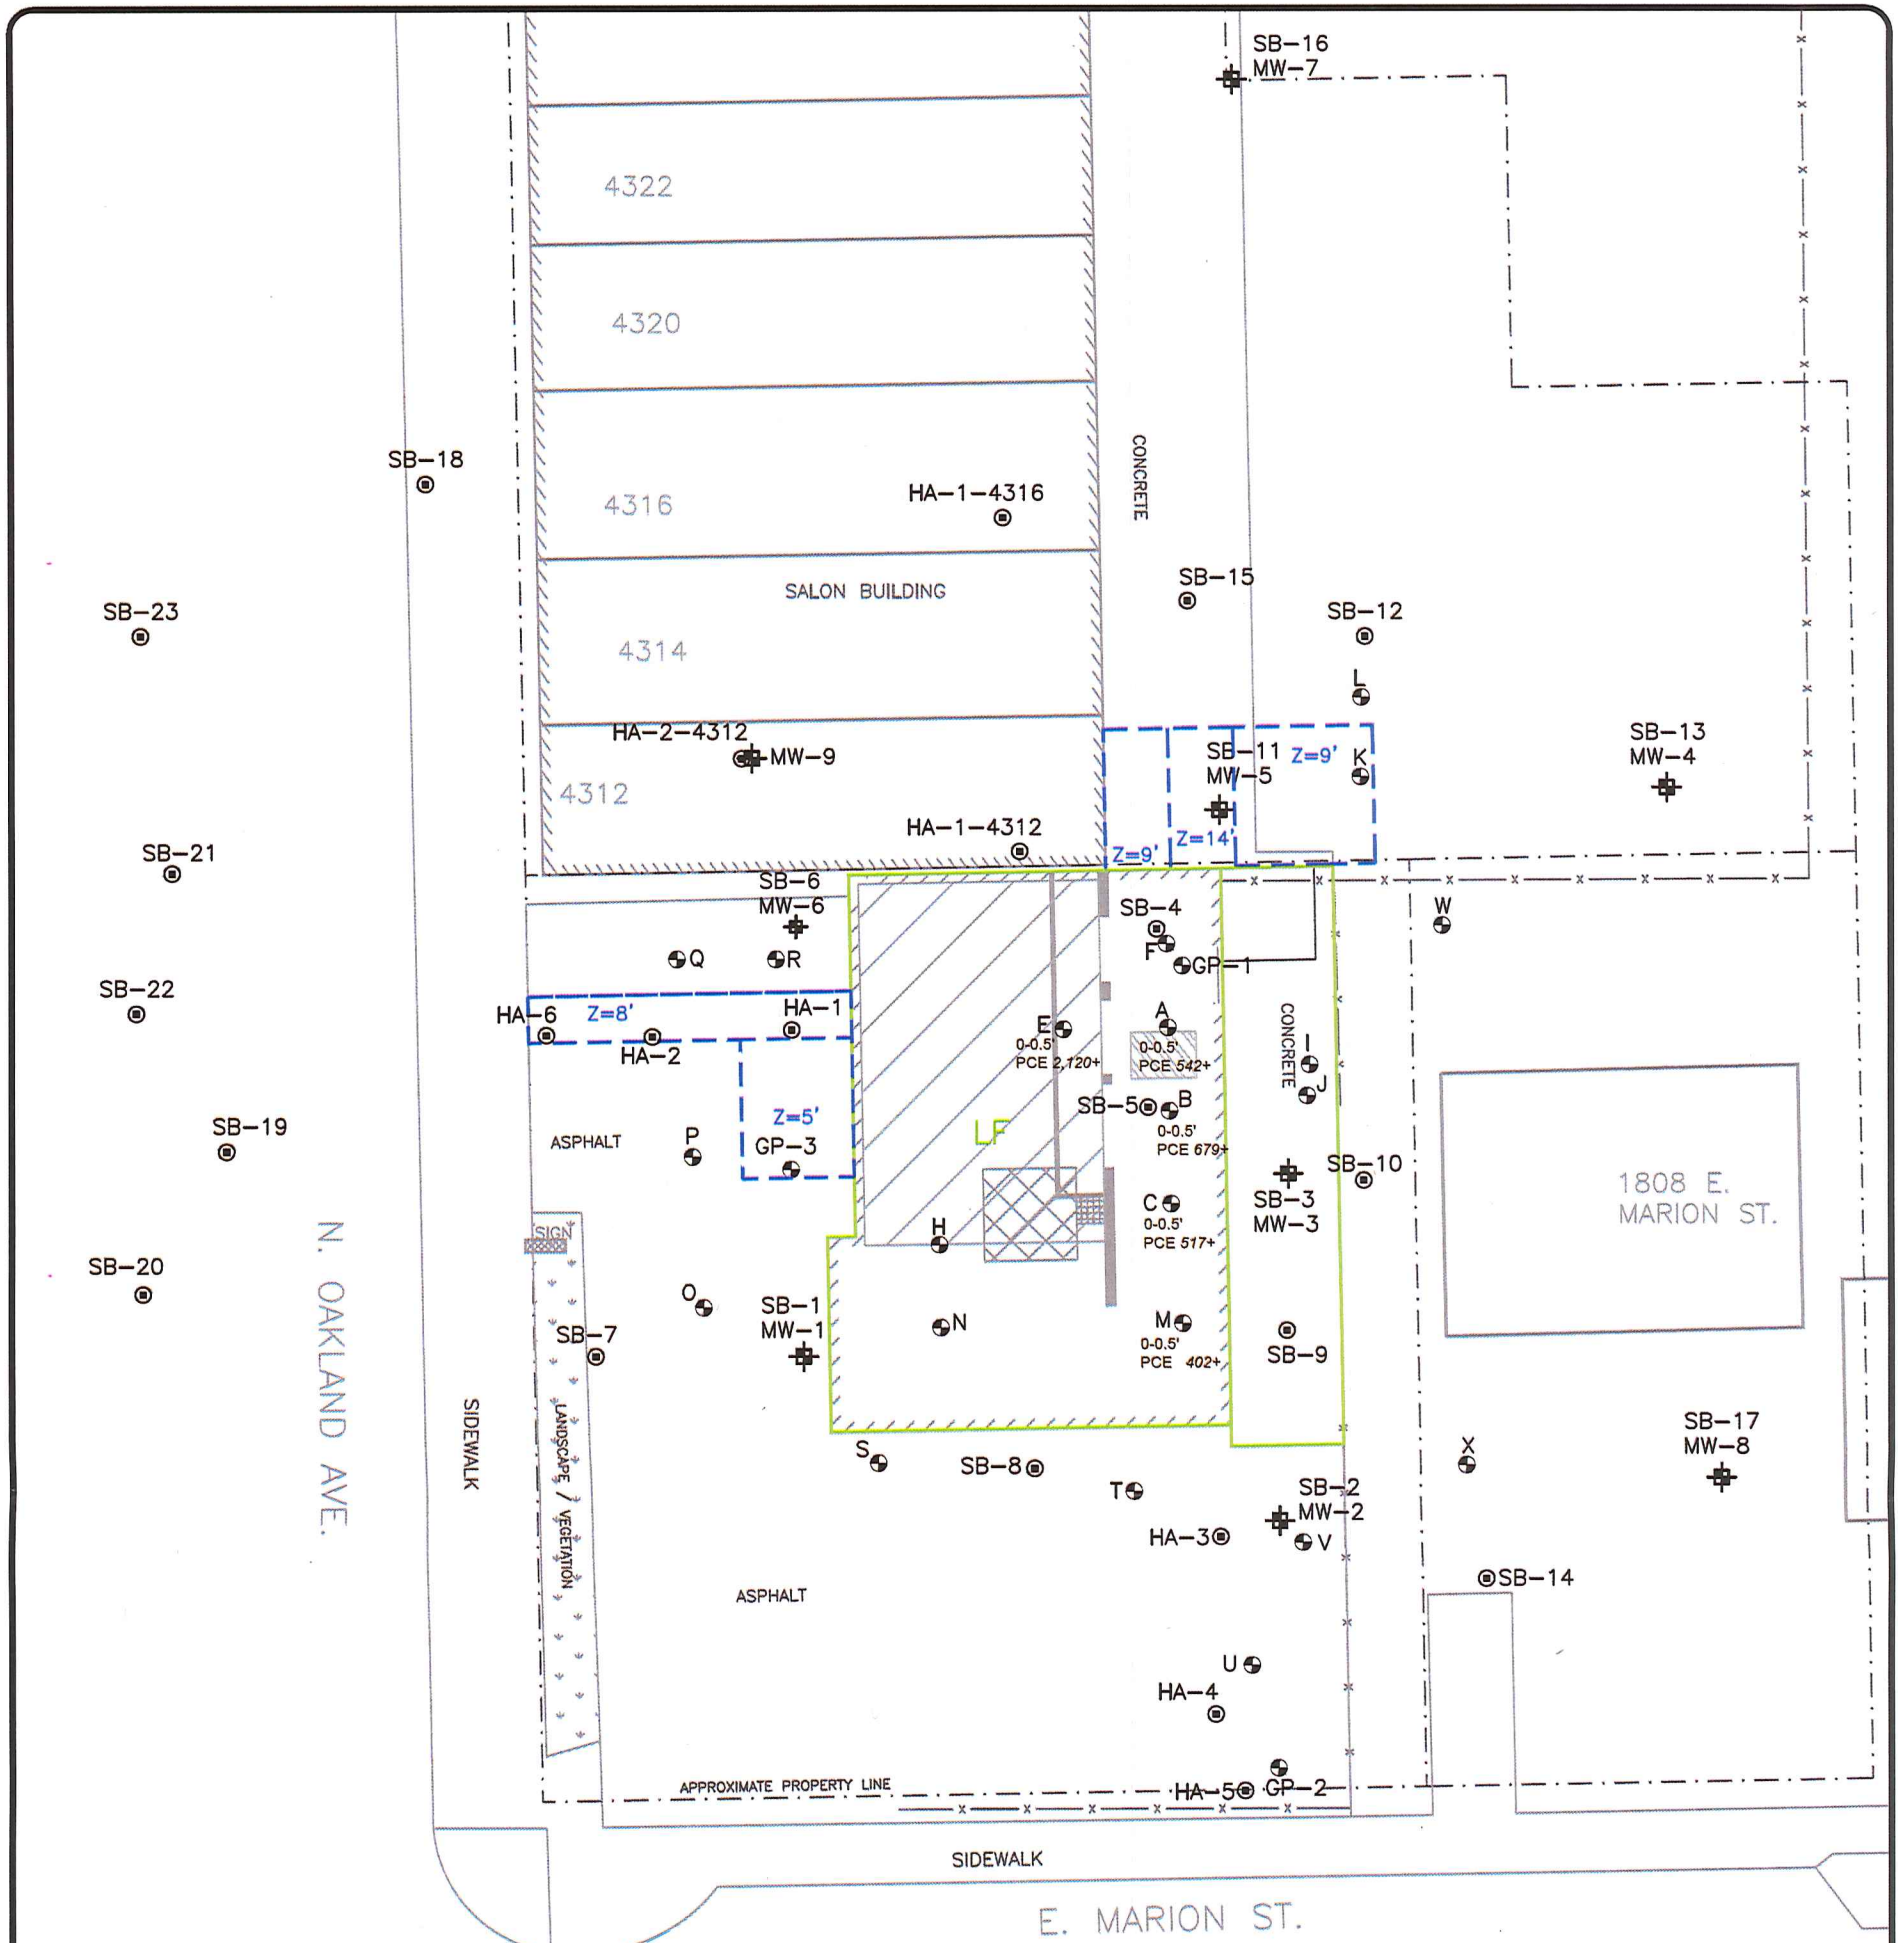 SB-16
MW-7
4322
4320
SB-18
CONCRETE
HA-1-4316
4316
SB-15
SALON BUILDING
SB-23
SB-12
4314
L
HA-2-4312
MW-9
SB-11
MW-5
Z=9'
K
SB-13
MW-4
4312
HA-1-4312
Z=14'
Z=9'
SB-21
SB-6
MW-6
SB-4
W
F
Q
R
GP-1
SB-22
HA-6
Z=8'
HA-1
HA-2
E
0-0.5'
PCE 2,120+
A
0-0.5'
PCE 542+
CONCRETE
I
J
SB-5
B
0-0.5'
PCE 679+
Z=5'
LF
SB-19
ASPHALT
P
GP-3
SB-10
1808 E.
MARION ST.
C
0-0.5'
PCE 517+
SB-3
MW-3
SIGN
H
N. OAKLAND AVE.
SB-20
O
SB-1
MW-1
N
M
0-0.5'
PCE 402+
SB-7
SB-9
SIDEWALK
LANDSCAPE / VEGETATION
S
SB-8
T
X
SB-17
MW-8
SB-2
MW-2
HA-3
V
SB-14
ASPHALT
U
HA-4
APPROXIMATE PROPERTY LINE
HA-5
GP-2
SIDEWALK
E. MARION ST.